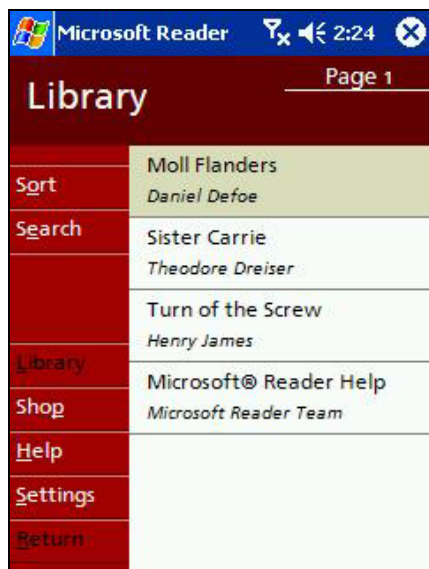 Microsoft Reader 2:24
Library
Page 1
Sort
Search
Library
Shop
Help
Settings
Return
Moll Flanders
Daniel Defoe
Sister Carrie
Theodore Dreiser
Turn of the Screw
Henry James
Microsoft® Reader Help
Microsoft Reader Team